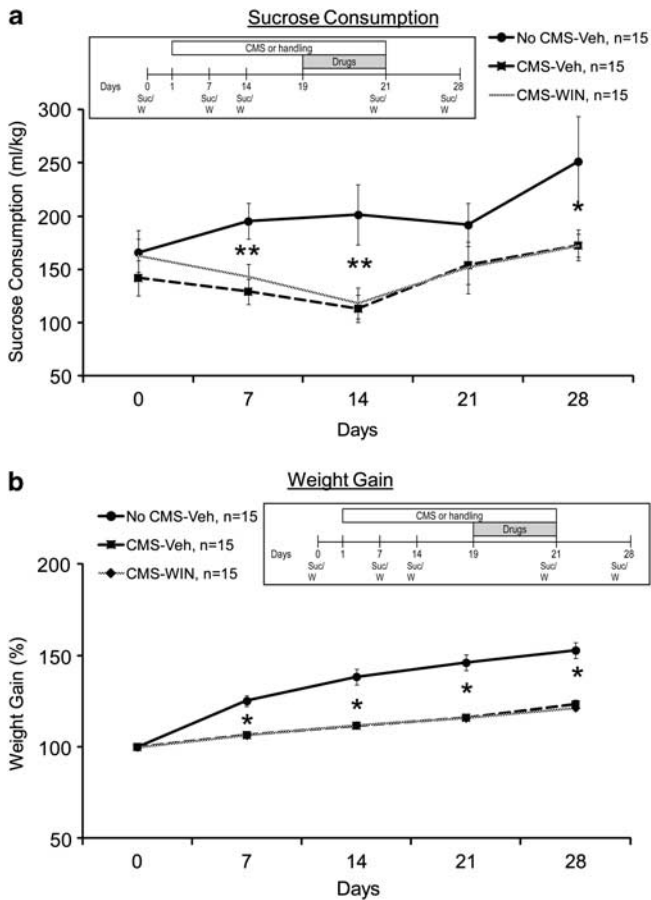 a
Sucrose Consumption
CMS or handling
Drugs
Days 0 1 7 14 19 21 28
Suc/ Suc/ Suc/ Suc/ Suc/
W W W W W
No CMS-Veh, n=15
CMS-Veh, n=15
CMS-WIN, n=15
Sucrose Consumption (ml/kg)
300
250
200
150
100
50
** ** *
0 7 14 21 28
Days
b
Weight Gain
No CMS-Veh, n=15
CMS-Veh, n=15
CMS-WIN, n=15
CMS or handling
Drugs
Days 0 1 7 14 19 21 28
Suc/ Suc/ Suc/ Suc/ Suc/
W W W W W
Weight Gain (%)
200
150
100
50
* * * *
0 7 14 21 28
Days